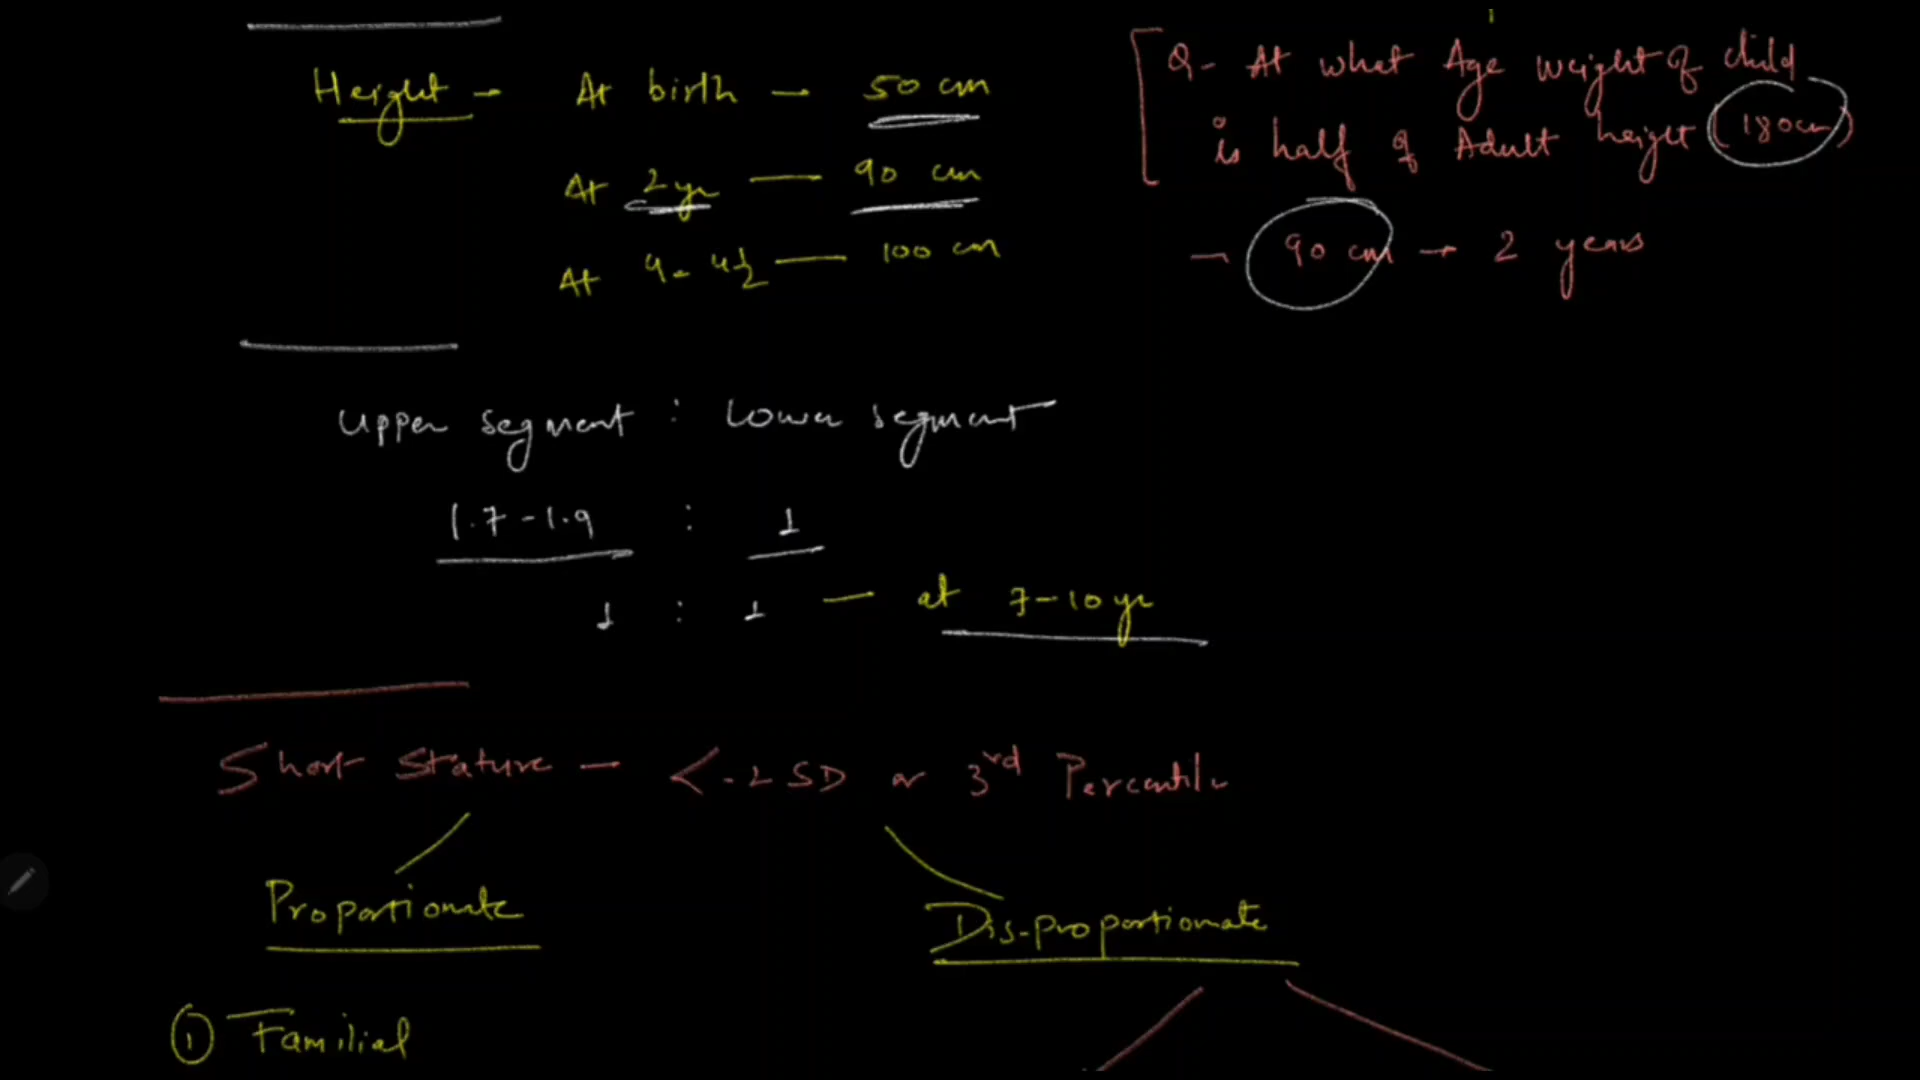 Height - At birth - 50 cm
At 2 yr - 90 cm
At 4 - 4 1/2 - 100 cm
Q - At what Age weight of child
is half of Adult height (180cm)
- 90 cm → 2 years
Upper segment : Lower segment
1.7 - 1.9 : 1
1 : 1 - at 7-10 yr
Short Stature - < -2 SD or 3rd Percentile
Proportionate
Dis-proportionate
① Familial